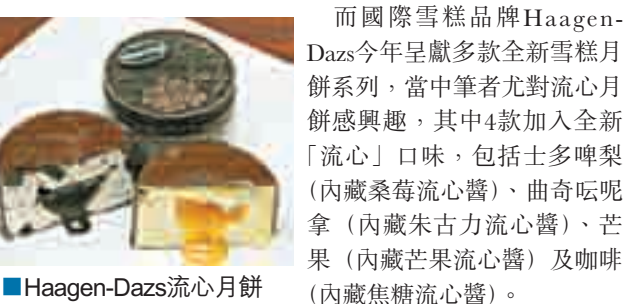 而國際雪糕品牌Haagen-
Dazs今年呈獻多款全新雪糕月
餅系列，當中筆者尤對流心月
餅感興趣，其中4款加入全新
「流心」口味，包括士多啤梨
(內藏桑莓流心醬)、曲奇呍呢
拿（內藏朱古力流心醬)、芒
果（內藏芒果流心醬）及咖啡
(內藏焦糖流心醬)。
■Haagen-Dazs流心月餅